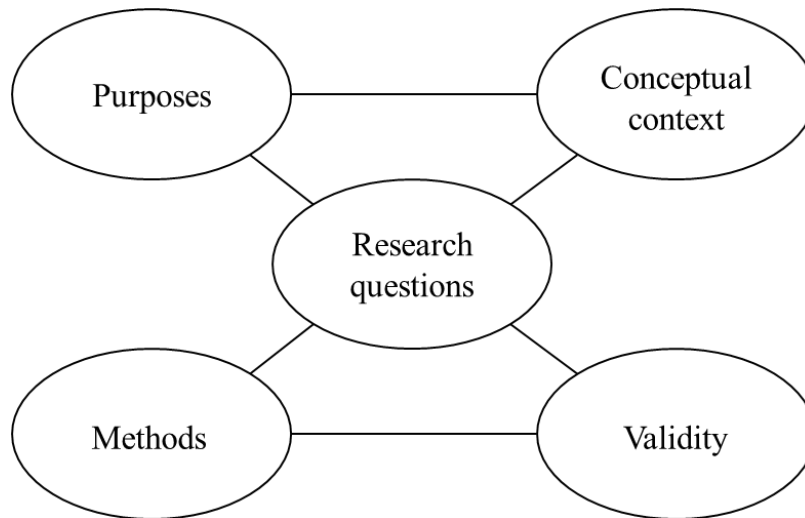 Purposes
Conceptual
context
Research
questions
Methods
Validity